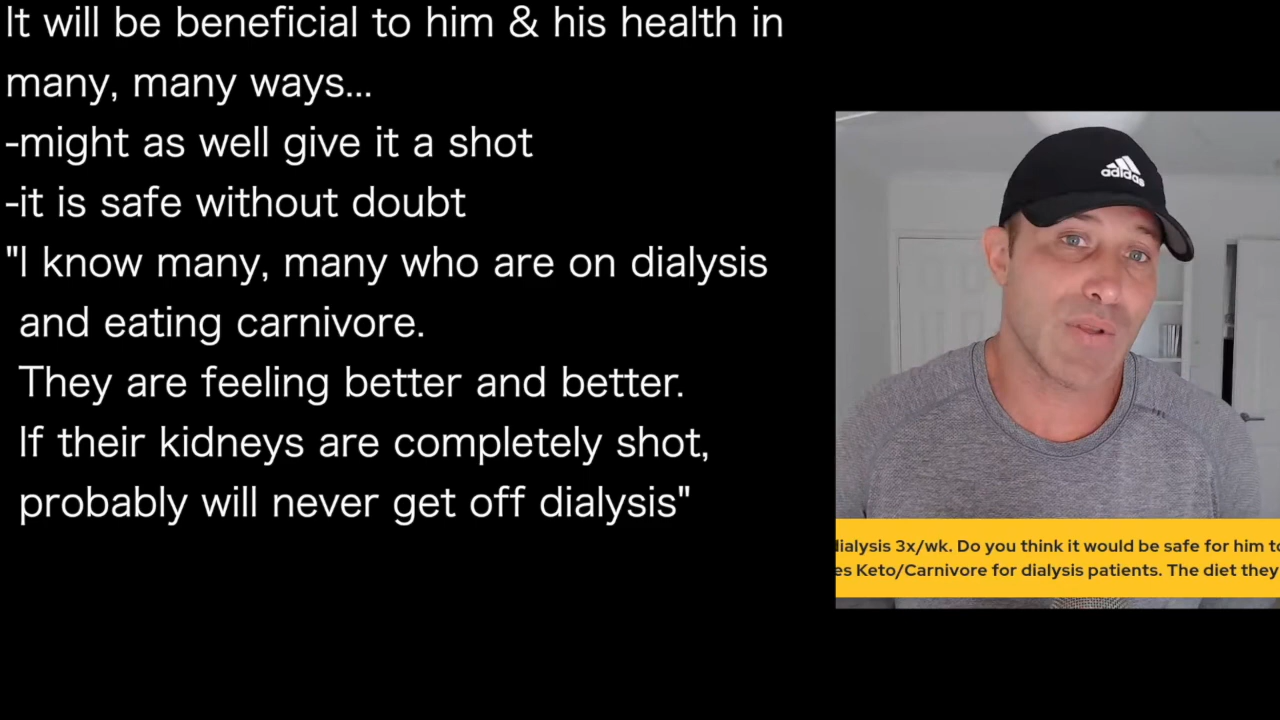 It will be beneficial to him & his health in
many, many ways...
-might as well give it a shot
-it is safe without doubt
"I know many, many who are on dialysis
and eating carnivore.
They are feeling better and better.
If their kidneys are completely shot,
probably will never get off dialysis"
adidas
dialysis 3x/wk. Do you think it would be safe for him to
es Keto/Carnivore for dialysis patients. The diet they